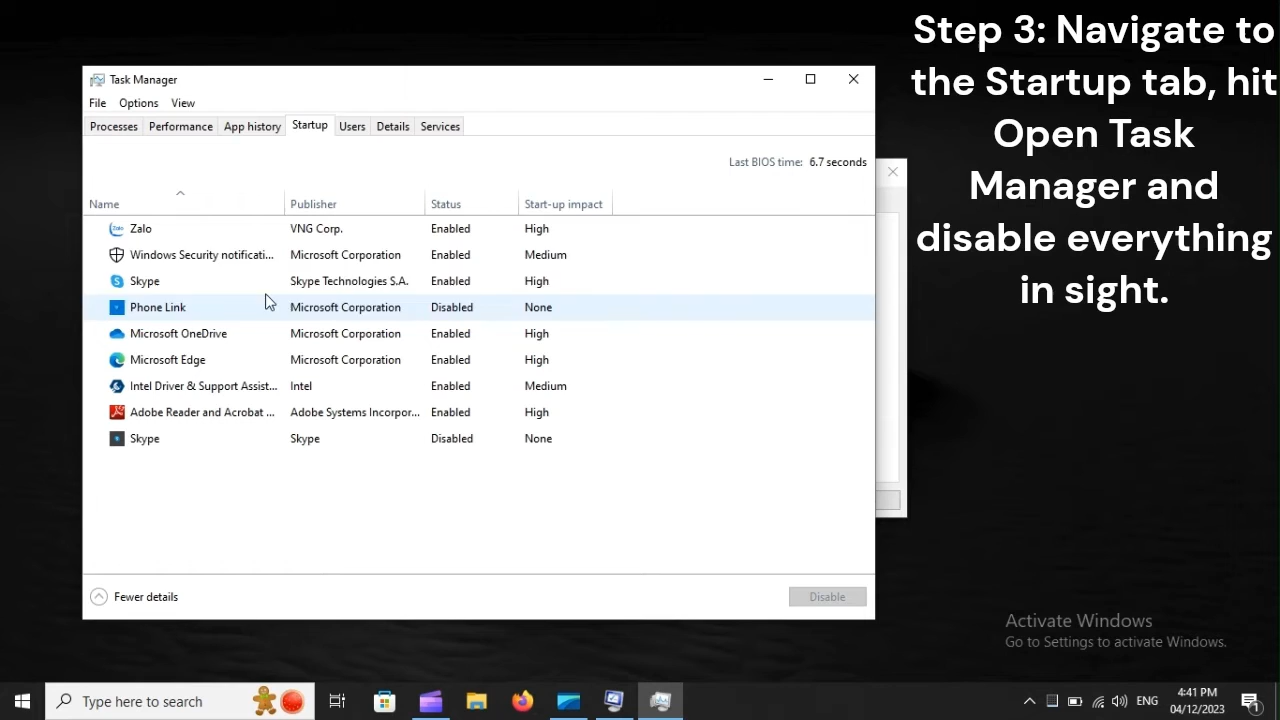 Step 3: Navigate to
the Startup tab, hit
Open Task
Manager and
disable everything
in sight.
Task Manager
File Options View
Processes Performance App history Startup Users Details Services
Last BIOS time: 6.7 seconds
Name Publisher Status Start-up impact
Zalo VNG Corp. Enabled High
Windows Security notificati... Microsoft Corporation Enabled Medium
Skype Skype Technologies S.A. Enabled High
Phone Link Microsoft Corporation Disabled None
Microsoft OneDrive Microsoft Corporation Enabled High
Microsoft Edge Microsoft Corporation Enabled High
Intel Driver & Support Assist... Intel Enabled Medium
Adobe Reader and Acrobat ... Adobe Systems Incorpor... Enabled High
Skype Skype Disabled None
Fewer details Disable
Activate Windows
Go to Settings to activate Windows.
Type here to search ENG 4:41 PM
04/12/2023 1